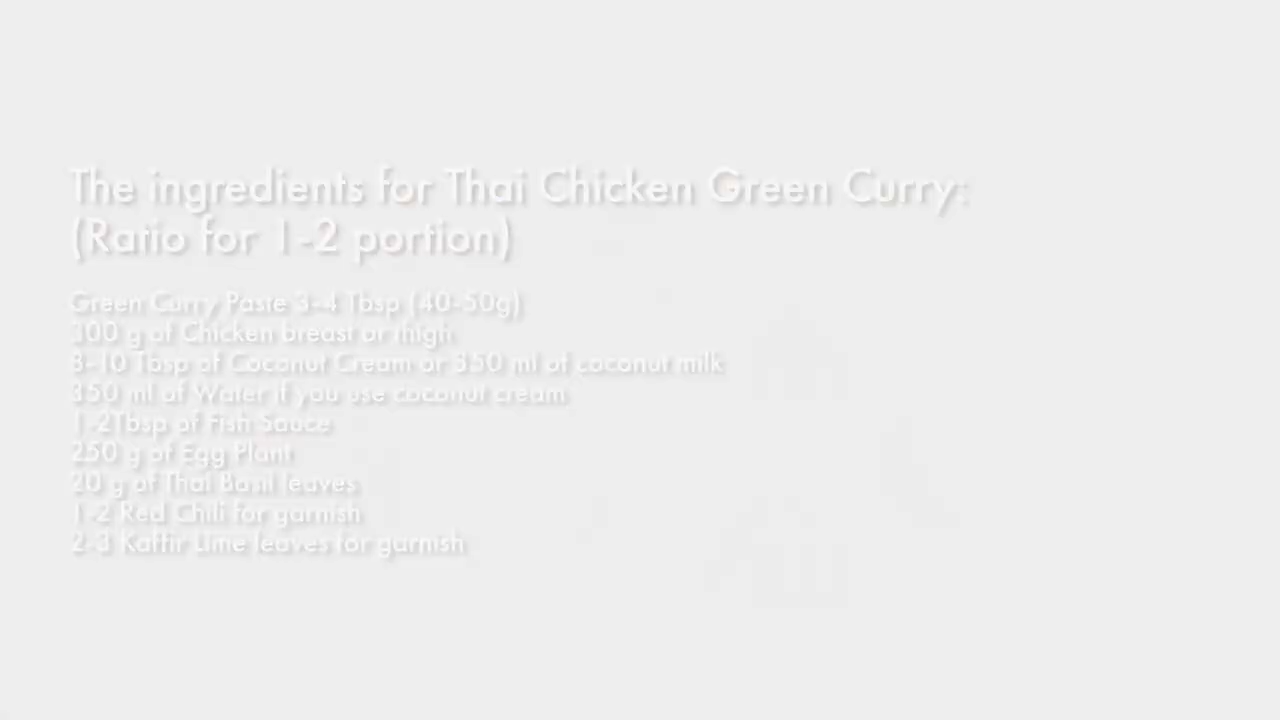 The ingredients for Thai Chicken Green Curry:
(Ratio for 1-2 portion)
Green Curry Paste 3-4 Tbsp (40-50g)
300 g of Chicken breast or thigh
8-10 Tbsp of Coconut Cream or 350 ml of coconut milk
350 ml of Water if you use coconut cream
1-2Tbsp of Fish Sauce
250 g of Egg Plant
20 g of Thai Basil leaves
1-2 Red Chili for garnish
2-3 Kaffir Lime leaves for garnish